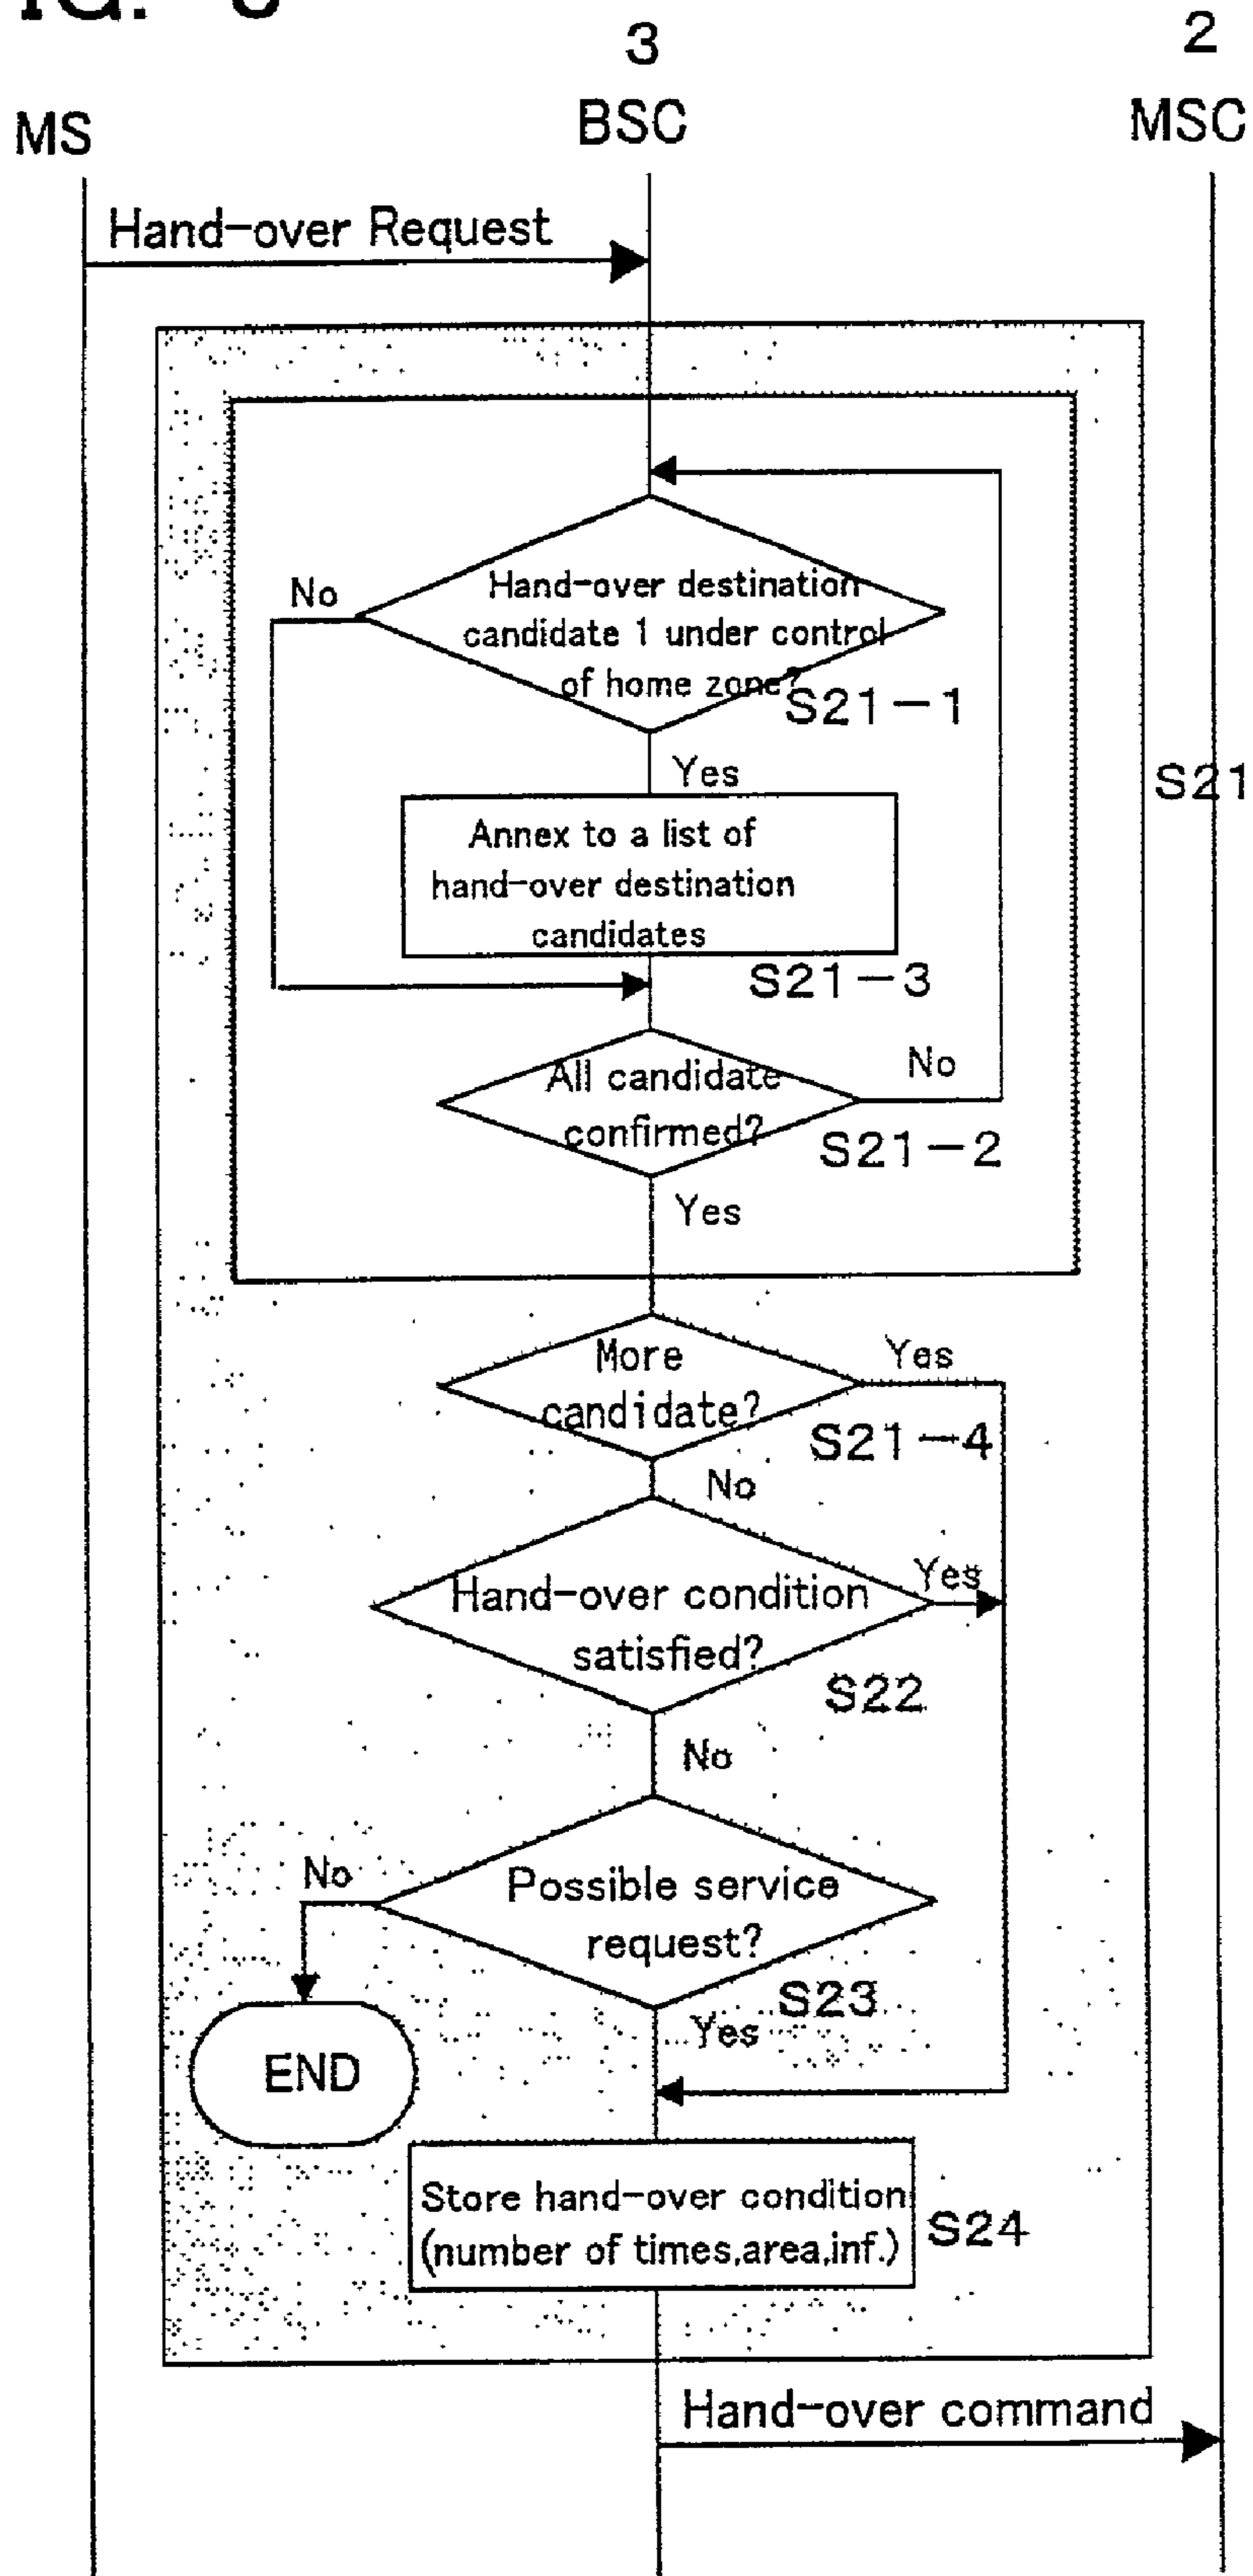 3
2
MS
BSC
MSC
Hand-over Request
No
Hand-over destination
candidate 1 under control
of home zone?
S21-1
Yes
S21
Annex to a list of
hand-over destination
candidates
S21-3
All candidate
confirmed?
No
S21-2
Yes
More
candidate?
Yes
S21-4
No
Hand-over condition
satisfied?
Yes
S22
No
Possible service
request?
No
S23
Yes
END
Store hand-over condition
(number of times,area,inf.)
S24
Hand-over command